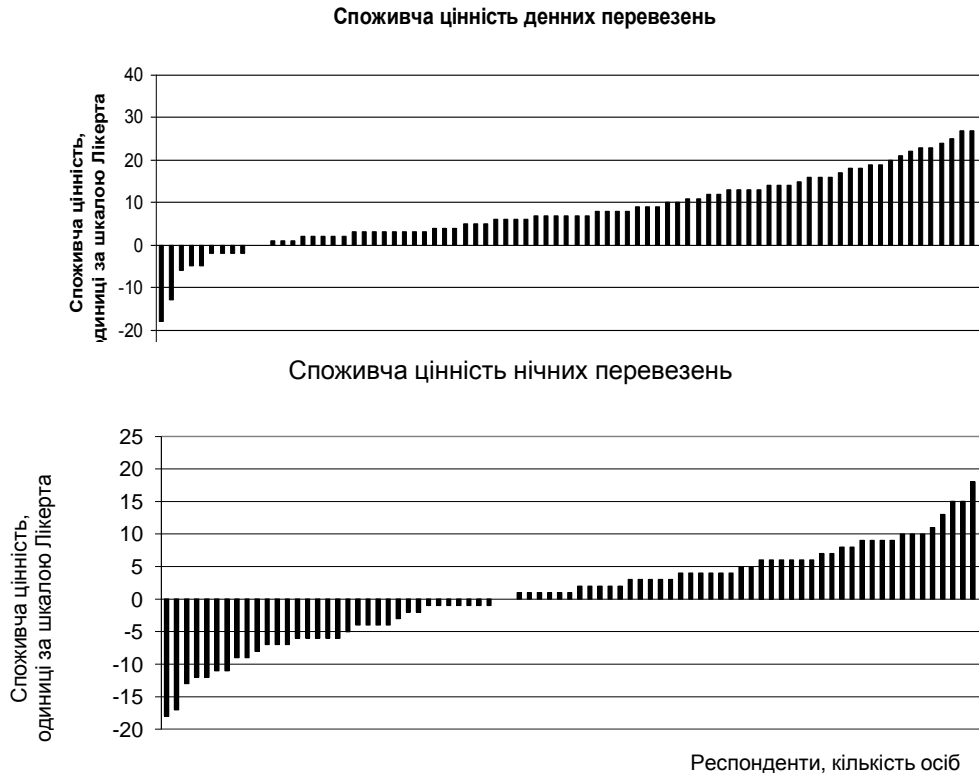 Споживча цінність денних перевезень
Споживча цінність,
одиниці за шкалою Лікерта
40
30
20
10
0
-10
-20
Споживча цінність нічних перевезень
Споживча цінність,
одиниці за шкалою Лікерта
25
20
15
10
5
0
-5
-10
-15
-20
Респонденти, кількість осіб